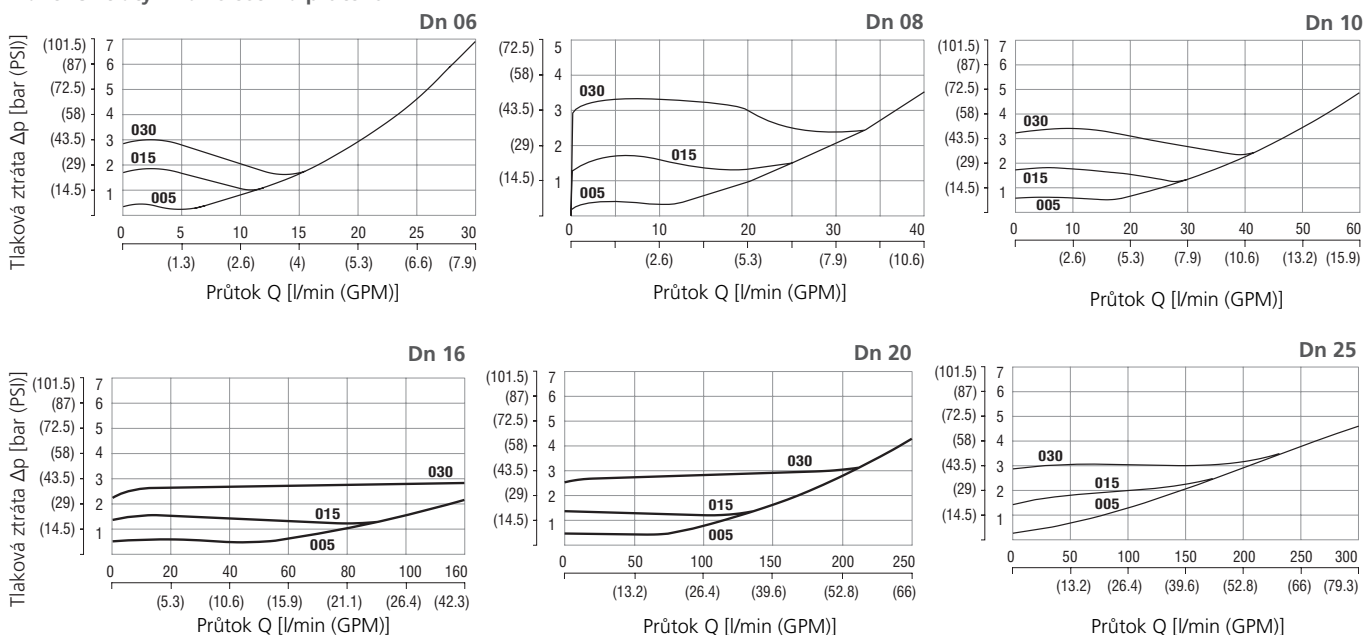 Dn 06
Dn 08
Dn 10
Tlaková ztráta Δp [bar (PSI)]
(101.5) 7
(87) 6
(72.5) 5
(58) 4
(43.5) 3
(29) 2
(14.5) 1
030
015
005
0 5 10 15 20 25 30
(1.3) (2.6) (4) (5.3) (6.6) (7.9)
Průtok Q [l/min (GPM)]
(72.5) 5
(58) 4
(43.5) 3
(29) 2
(14.5) 1
030
015
005
0 10 20 30 40
(2.6) (5.3) (7.9) (10.6)
Průtok Q [l/min (GPM)]
(101.5) 7
(87) 6
(72.5) 5
(58) 4
(43.5) 3
(29) 2
(14.5) 1
030
015
005
0 10 20 30 40 50 60
(2.6) (5.3) (7.9) (10.6) (13.2) (15.9)
Průtok Q [l/min (GPM)]
Dn 16
Dn 20
Dn 25
Tlaková ztráta Δp [bar (PSI)]
(101.5) 7
(87) 6
(72.5) 5
(58) 4
(43.5) 3
(29) 2
(14.5) 1
030
015
005
0 20 40 60 80 100 160
(5.3) (10.6) (15.9) (21.1) (26.4) (42.3)
Průtok Q [l/min (GPM)]
(101.5) 7
(87) 6
(72.5) 5
(58) 4
(43.5) 3
(29) 2
(14.5) 1
030
015
005
0 50 100 150 200 250
(13.2) (26.4) (39.6) (52.8) (66)
Průtok Q [l/min (GPM)]
(101.5) 7
(87) 6
(72.5) 5
(58) 4
(43.5) 3
(29) 2
(14.5) 1
030
015
005
0 50 100 150 200 250 300
(13.2) (26.4) (39.6) (52.8) (66) (79.3)
Průtok Q [l/min (GPM)]